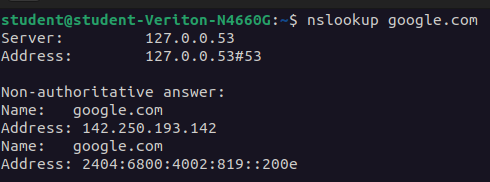 student@student-Veriton-N4660G:~$ nslookup google.com
Server:		127.0.0.53
Address:	127.0.0.53#53

Non-authoritative answer:
Name:	google.com
Address: 142.250.193.142
Name:	google.com
Address: 2404:6800:4002:819::200e